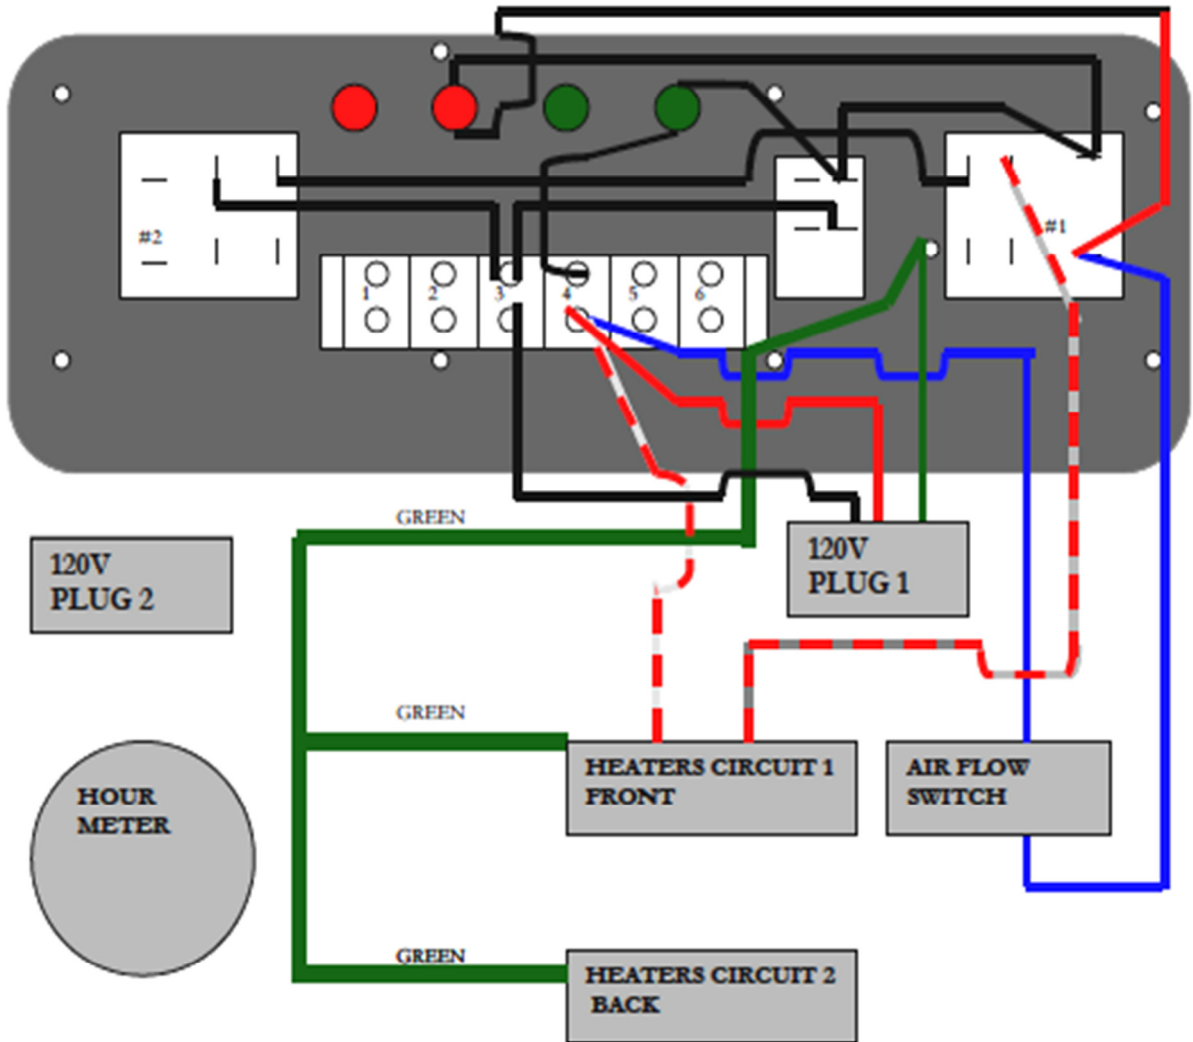 #2
#1
1
2
3
4
5
6
GREEN
120V
PLUG 2
120V
PLUG 1
GREEN
HOUR
METER
HEATERS CIRCUIT 1
FRONT
AIR FLOW
SWITCH
GREEN
HEATERS CIRCUIT 2
BACK